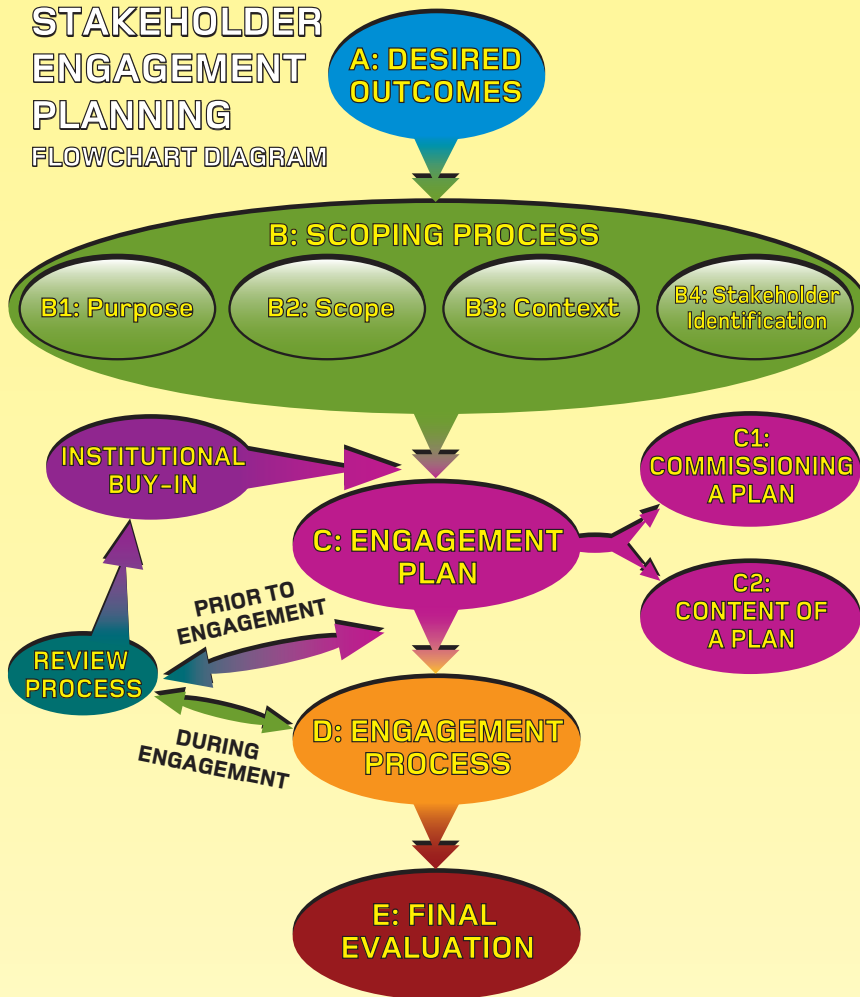 STAKEHOLDER
ENGAGEMENT
PLANNING
FLOWCHART DIAGRAM
A: DESIRED
OUTCOMES
B: SCOPING PROCESS
B1: Purpose
B2: Scope
B3: Context
B4: Stakeholder
Identification
INSTITUTIONAL
BUY-IN
C1:
COMMISSIONING
A PLAN
C: ENGAGEMENT
PLAN
C2:
CONTENT OF
A PLAN
PRIOR TO
ENGAGEMENT
REVIEW
PROCESS
DURING
ENGAGEMENT
D: ENGAGEMENT
PROCESS
E: FINAL
EVALUATION